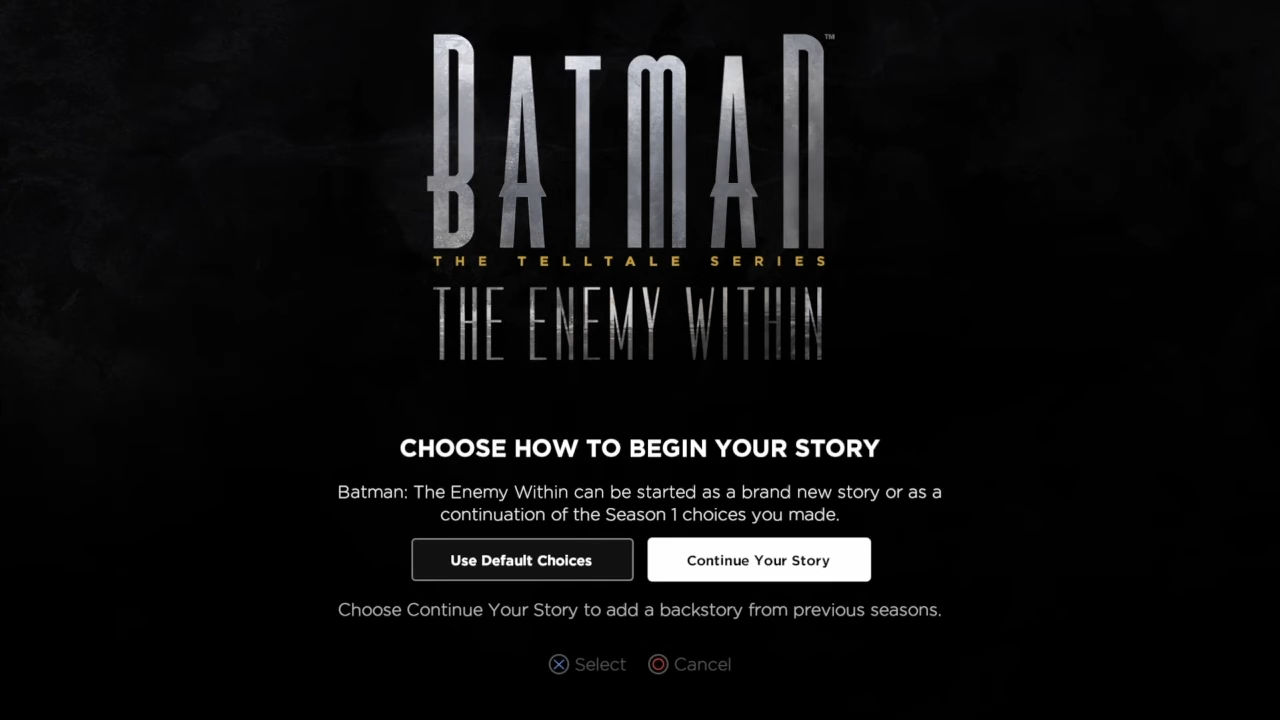 BATMAN™
THE TELLTALE SERIES
THE ENEMY WITHIN
CHOOSE HOW TO BEGIN YOUR STORY
Batman: The Enemy Within can be started as a brand new story or as a
continuation of the Season 1 choices you made.
Use Default Choices Continue Your Story
Choose Continue Your Story to add a backstory from previous seasons.
Select Cancel